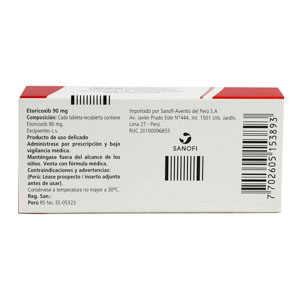 Etoricoxib 90 mg
Composición: Cada tableta recubierta contiene
Etoricoxib 90 mg.
Excipientes c.s.
Producto de uso delicado
Adminístrese por prescripción y bajo
vigilancia médica.
Manténgase fuera del alcance de los
niños. Venta con fórmula médica.
Contraindicaciones y advertencias:
(Perú: Léase prospecto / inserto adjunto
antes de usar).
Consérvese a temperatura no mayor a 30°C.
Reg. San.:
Perú RS No. EE-05323
Importado por Sanofi-Aventis del Perú S.A
Av. Javier Prado Este N°444, int. 1501 Urb. Jardín.
Lima 27 - Perú.
RUC 20100096855
SANOFI
7702605153893